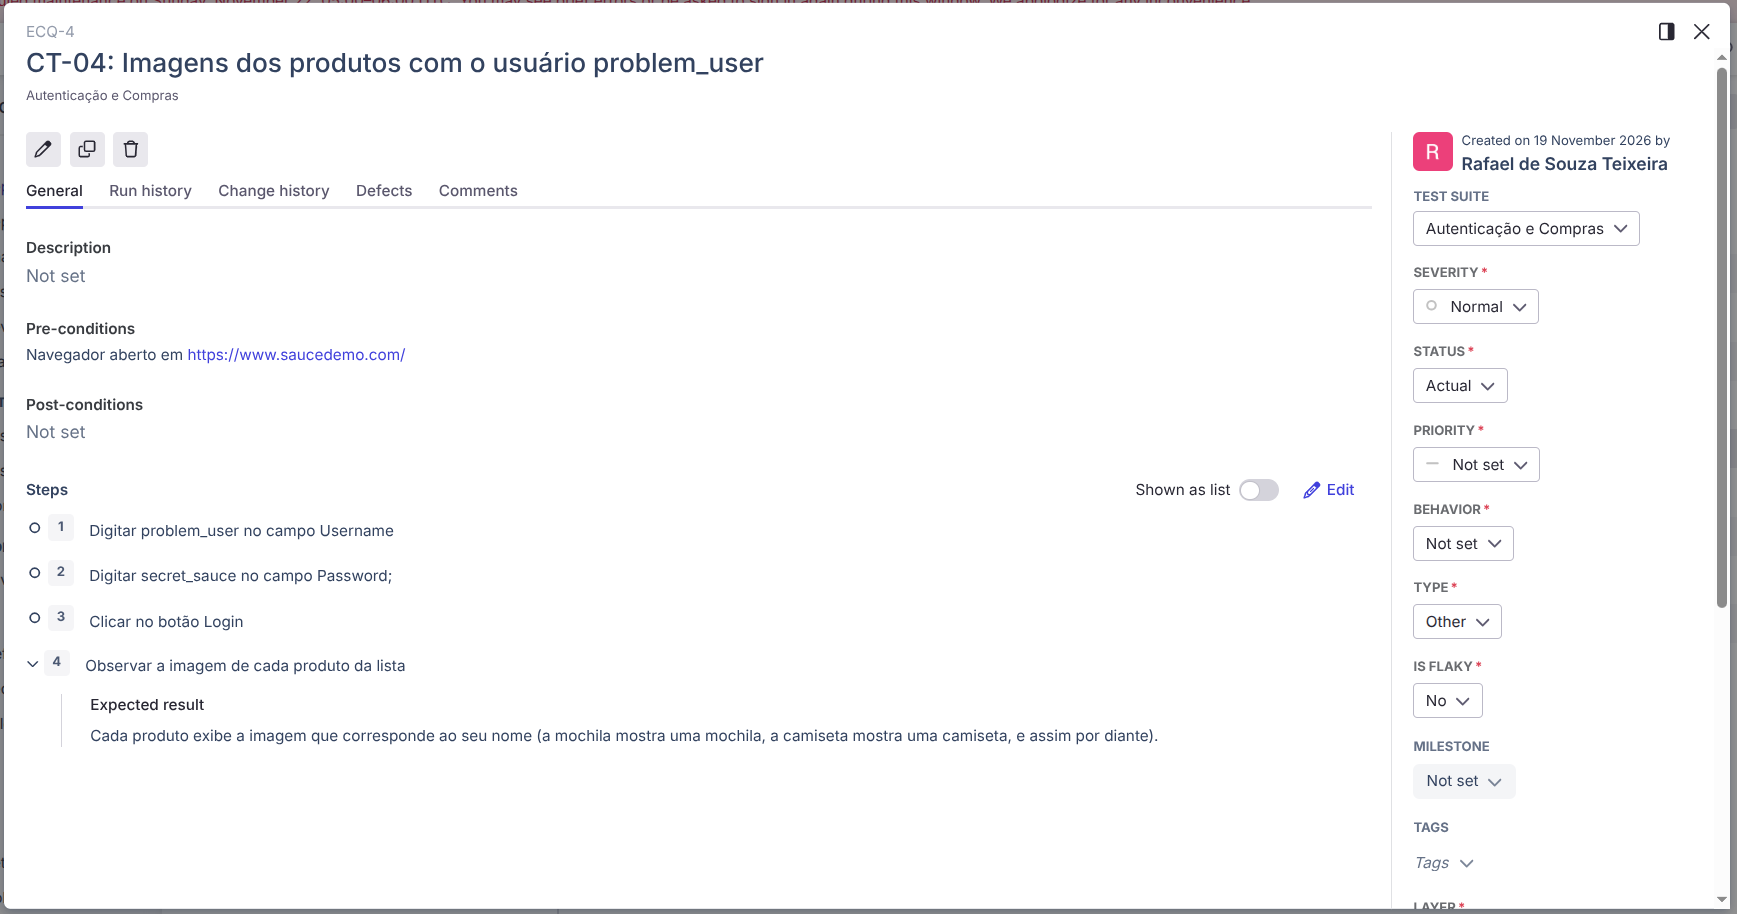 ECQ-4
CT-04: Imagens dos produtos com o usuário problem_user
Autenticação e Compras
General Run history Change history Defects Comments
Description
Not set
Pre-conditions
Navegador aberto em https://www.saucedemo.com/
Post-conditions
Not set
Steps
Shown as list
Edit
1 Digitar problem_user no campo Username
2 Digitar secret_sauce no campo Password;
3 Clicar no botão Login
4 Observar a imagem de cada produto da lista
Expected result
Cada produto exibe a imagem que corresponde ao seu nome (a mochila mostra uma mochila, a camiseta mostra uma camiseta, e assim por diante).
R
Created on 19 November 2026 by
Rafael de Souza Teixeira
TEST SUITE
Autenticação e Compras
SEVERITY*
Normal
STATUS*
Actual
PRIORITY*
Not set
BEHAVIOR*
Not set
TYPE*
Other
IS FLAKY*
No
MILESTONE
Not set
TAGS
Tags
LAYER*